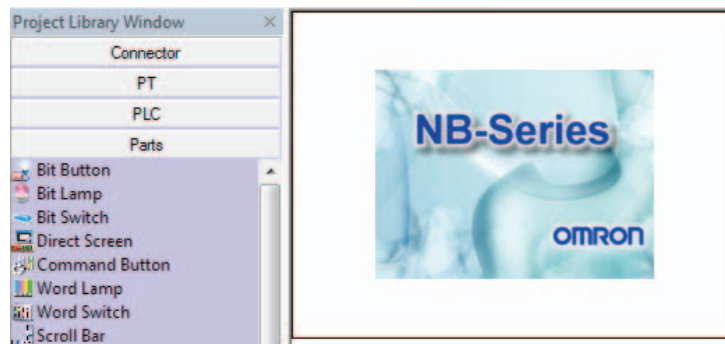 Project Library Window
Connector
PT
PLC
Parts
Bit Button
Bit Lamp
Bit Switch
Direct Screen
Command Button
Word Lamp
Word Switch
Scroll Bar
NB-Series
OMRON